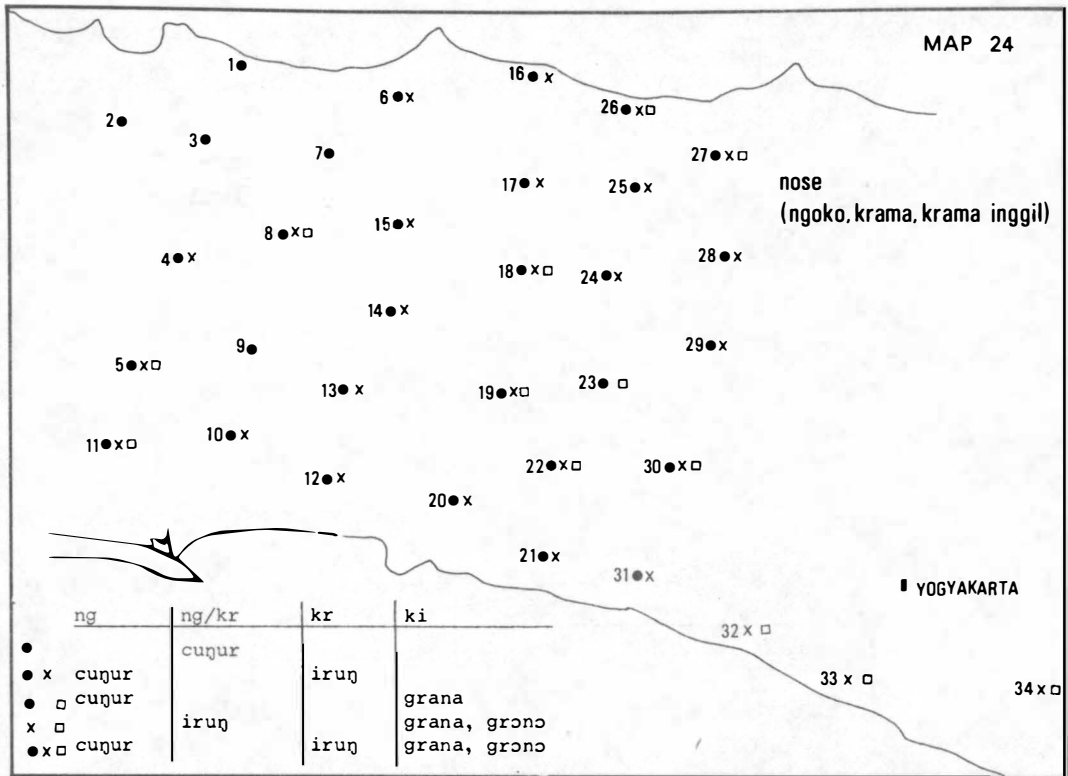 MAP 24
1 ●
16 ● x
6 ● x
26 ● x □
2 ●
3 ●
7 ●
27 ● x □
nose
(ngoko, krama, krama inggil)
17 ● x
25 ● x
15 ● x
8 ● x □
4 ● x
28 ● x
18 ● x □
24 ● x
14 ● x
9 ●
29 ● x
5 ● x □
23 ● □
13 ● x
19 ● x □
10 ● x
11 ● x □
22 ● x □
30 ● x □
12 ● x
20 ● x
21 ● x
31 ● x
YOGYAKARTA
32 x □
33 x □
34 x □
ng ng/kr kr ki
● cuŋur
● x cuŋur iruŋ
● □ cuŋur grana
x □ iruŋ grana, grɔnɔ
● x □ cuŋur iruŋ grana, grɔnɔ